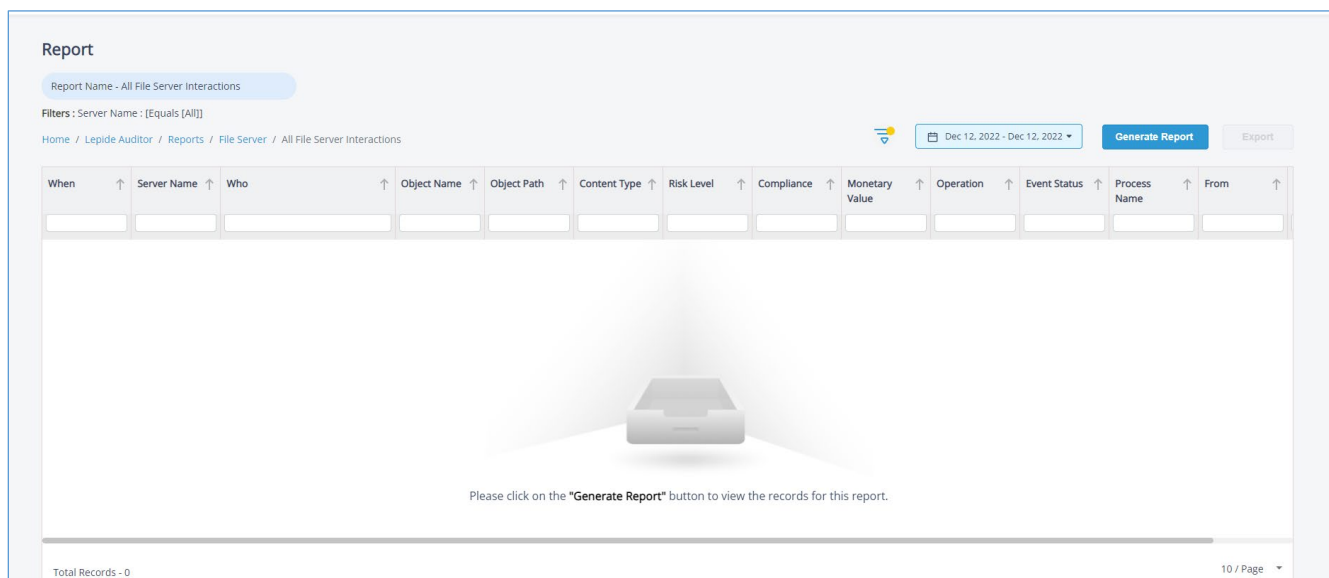 Report
Report Name - All File Server Interactions
Filters : Server Name : [Equals [All]]
Home / Lepide Auditor / Reports / File Server / All File Server Interactions
Dec 12, 2022 - Dec 12, 2022
Generate Report
Export
When Server Name Who Object Name Object Path Content Type Risk Level Compliance Monetary Value Operation Event Status Process Name From
Please click on the "Generate Report" button to view the records for this report.
Total Records - 0
10 / Page